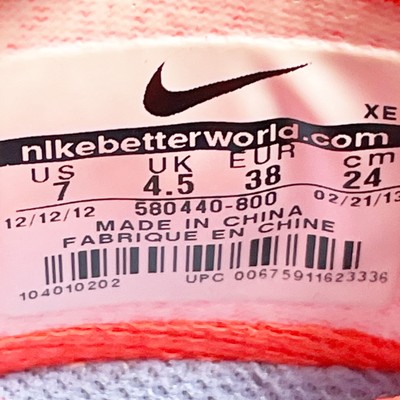 XE
nikebetterworld.com
US UK EUR cm
7 4.5 38 24
12/12/12 580440-800 02/21/13
MADE IN CHINA
FABRIQUE EN CHINE
104010202 UPC 00675911623336